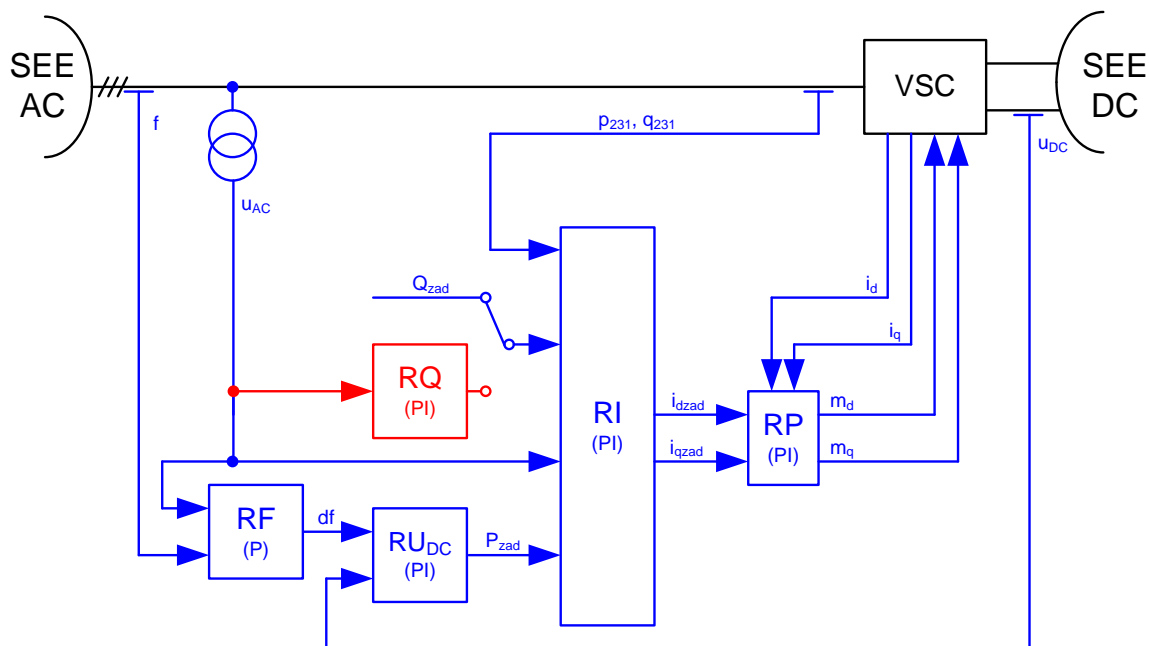 SEE
AC
VSC
SEE
DC
f
p231, q231
uDC
uAC
Qzad
id
iq
RQ
(PI)
RI
(PI)
idzad
iqzad
RP
(PI)
md
mq
RF
(P)
df
RUDC
(PI)
Pzad